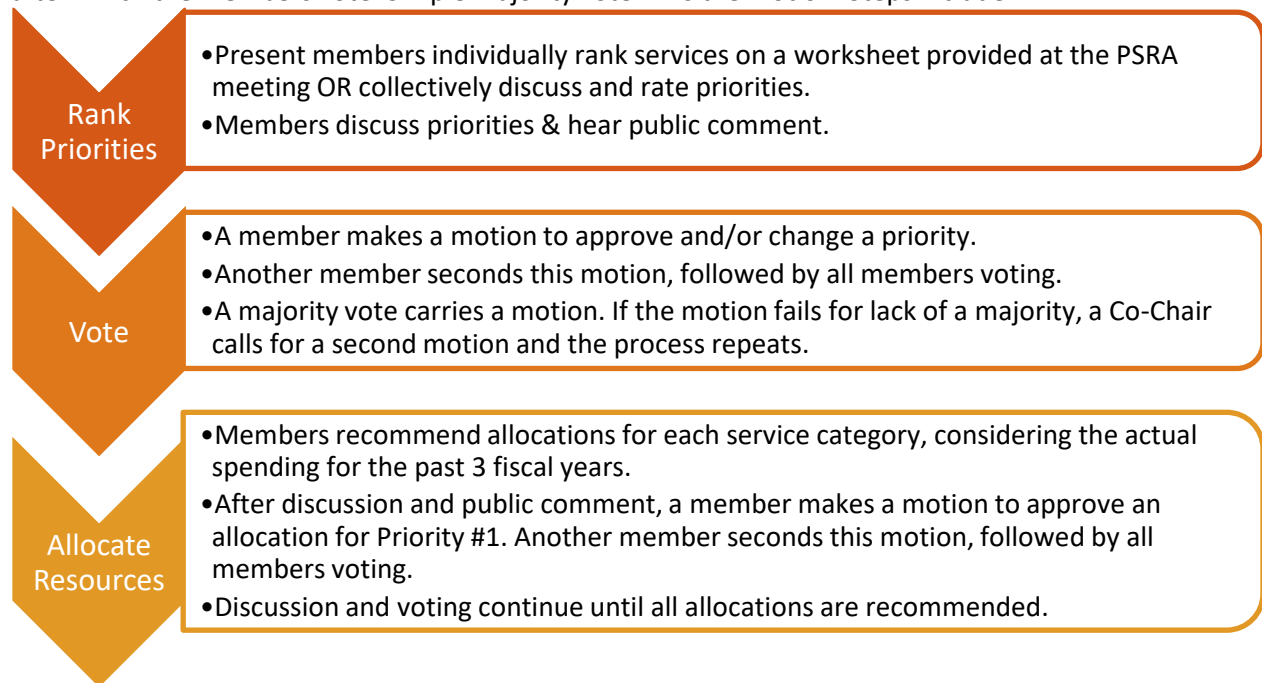 Rank
Priorities
•Present members individually rank services on a worksheet provided at the PSRA
meeting OR collectively discuss and rate priorities.
•Members discuss priorities & hear public comment.
Vote
•A member makes a motion to approve and/or change a priority.
•Another member seconds this motion, followed by all members voting.
•A majority vote carries a motion. If the motion fails for lack of a majority, a Co-Chair
calls for a second motion and the process repeats.
Allocate
Resources
•Members recommend allocations for each service category, considering the actual
spending for the past 3 fiscal years.
•After discussion and public comment, a member makes a motion to approve an
allocation for Priority #1. Another member seconds this motion, followed by all
members voting.
•Discussion and voting continue until all allocations are recommended.